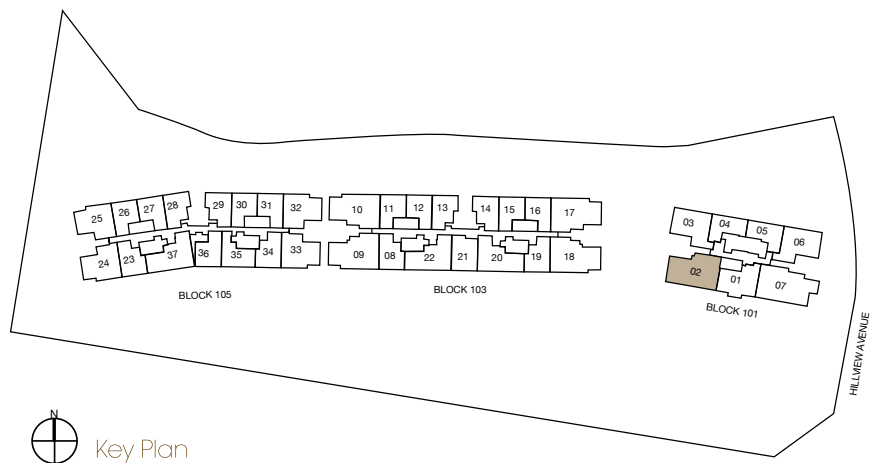 25 26 27 28 29 30 31 32 10 11 12 13 14 15 16 17
24 23 37 36 35 34 33 09 08 22 21 20 19 18
03 04 05 06
02 01 07
BLOCK 105
BLOCK 103
BLOCK 101
HILLVIEW AVENUE
N
Key Plan